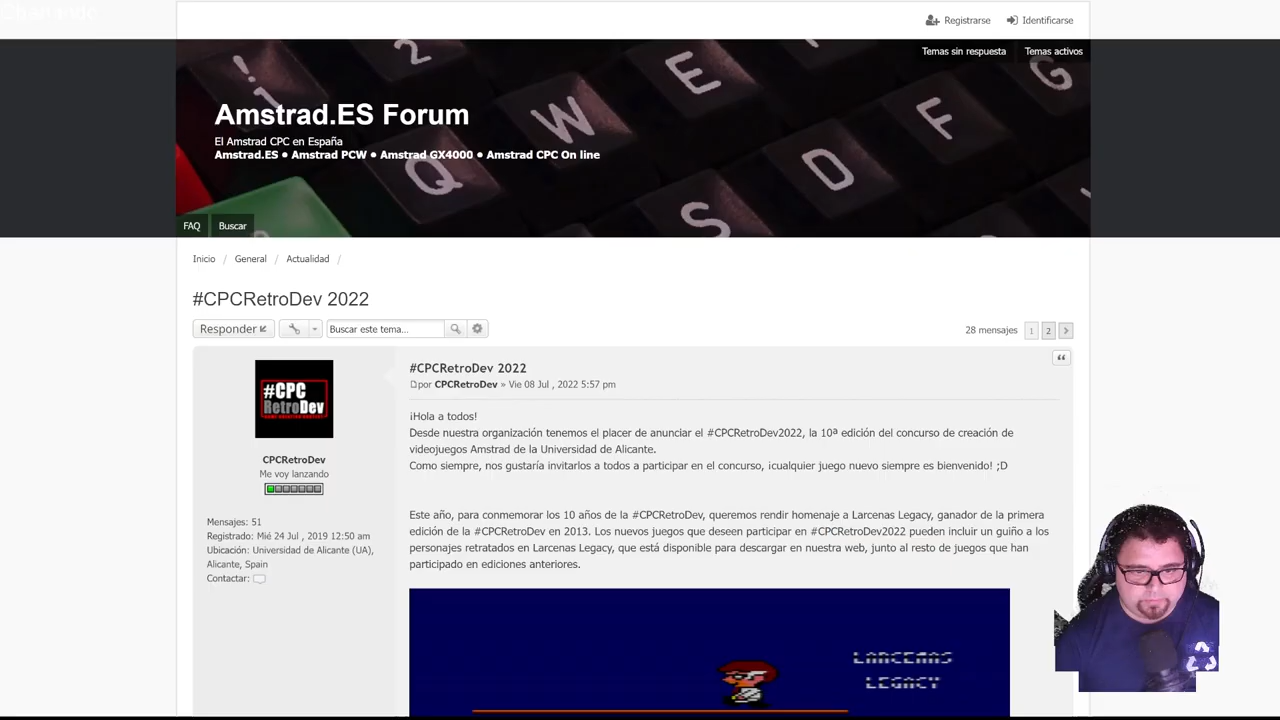 Registrarse Identificarse
Temas sin respuesta Temas activos
Amstrad.ES Forum
El Amstrad CPC en España
Amstrad.ES ● Amstrad PCW ● Amstrad GX4000 ● Amstrad CPC On line
FAQ Buscar
Inicio / General / Actualidad /
#CPCRetroDev 2022
Responder Buscar este tema... 28 mensajes 1 2
#CPC
RetroDev
CPCRetroDev
Me voy lanzando
Mensajes: 51
Registrado: Mié 24 Jul , 2019 12:50 am
Ubicación: Universidad de Alicante (UA),
Alicante, Spain
Contactar:
#CPCRetroDev 2022
por CPCRetroDev » Vie 08 Jul , 2022 5:57 pm
¡Hola a todos!
Desde nuestra organización tenemos el placer de anunciar el #CPCRetroDev2022, la 10ª edición del concurso de creación de
videojuegos Amstrad de la Universidad de Alicante.
Como siempre, nos gustaría invitarlos a todos a participar en el concurso, ¡cualquier juego nuevo siempre es bienvenido! ;D
Este año, para conmemorar los 10 años de la #CPCRetroDev, queremos rendir homenaje a Larcenas Legacy, ganador de la primera
edición de la #CPCRetroDev en 2013. Los nuevos juegos que deseen participar en #CPCRetroDev2022 pueden incluir un guiño a los
personajes retratados en Larcenas Legacy, que está disponible para descargar en nuestra web, junto al resto de juegos que han
participado en ediciones anteriores.
LARCENAS
LEGACY